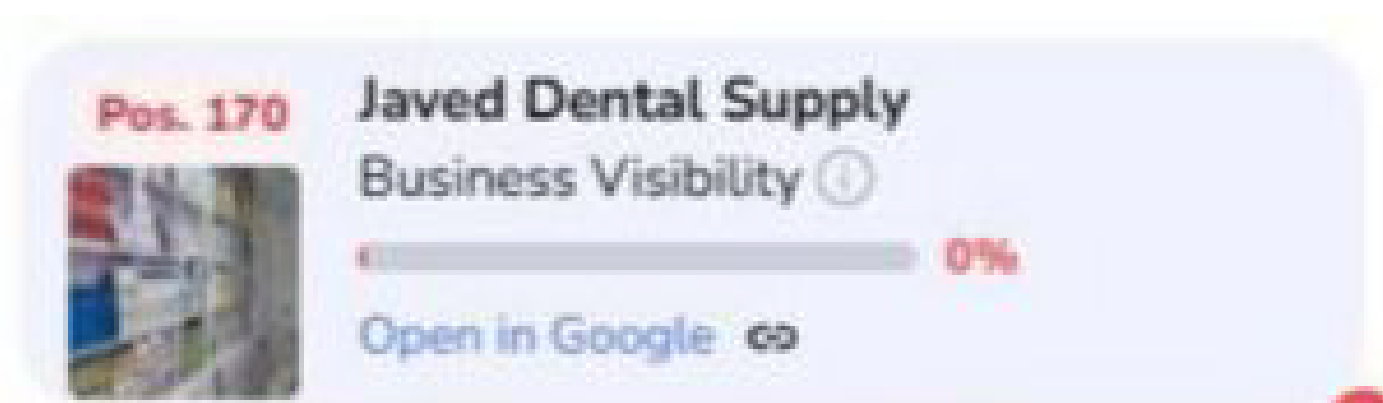 Pos. 170
Javed Dental Supply
Business Visibility
0%
Open in Google